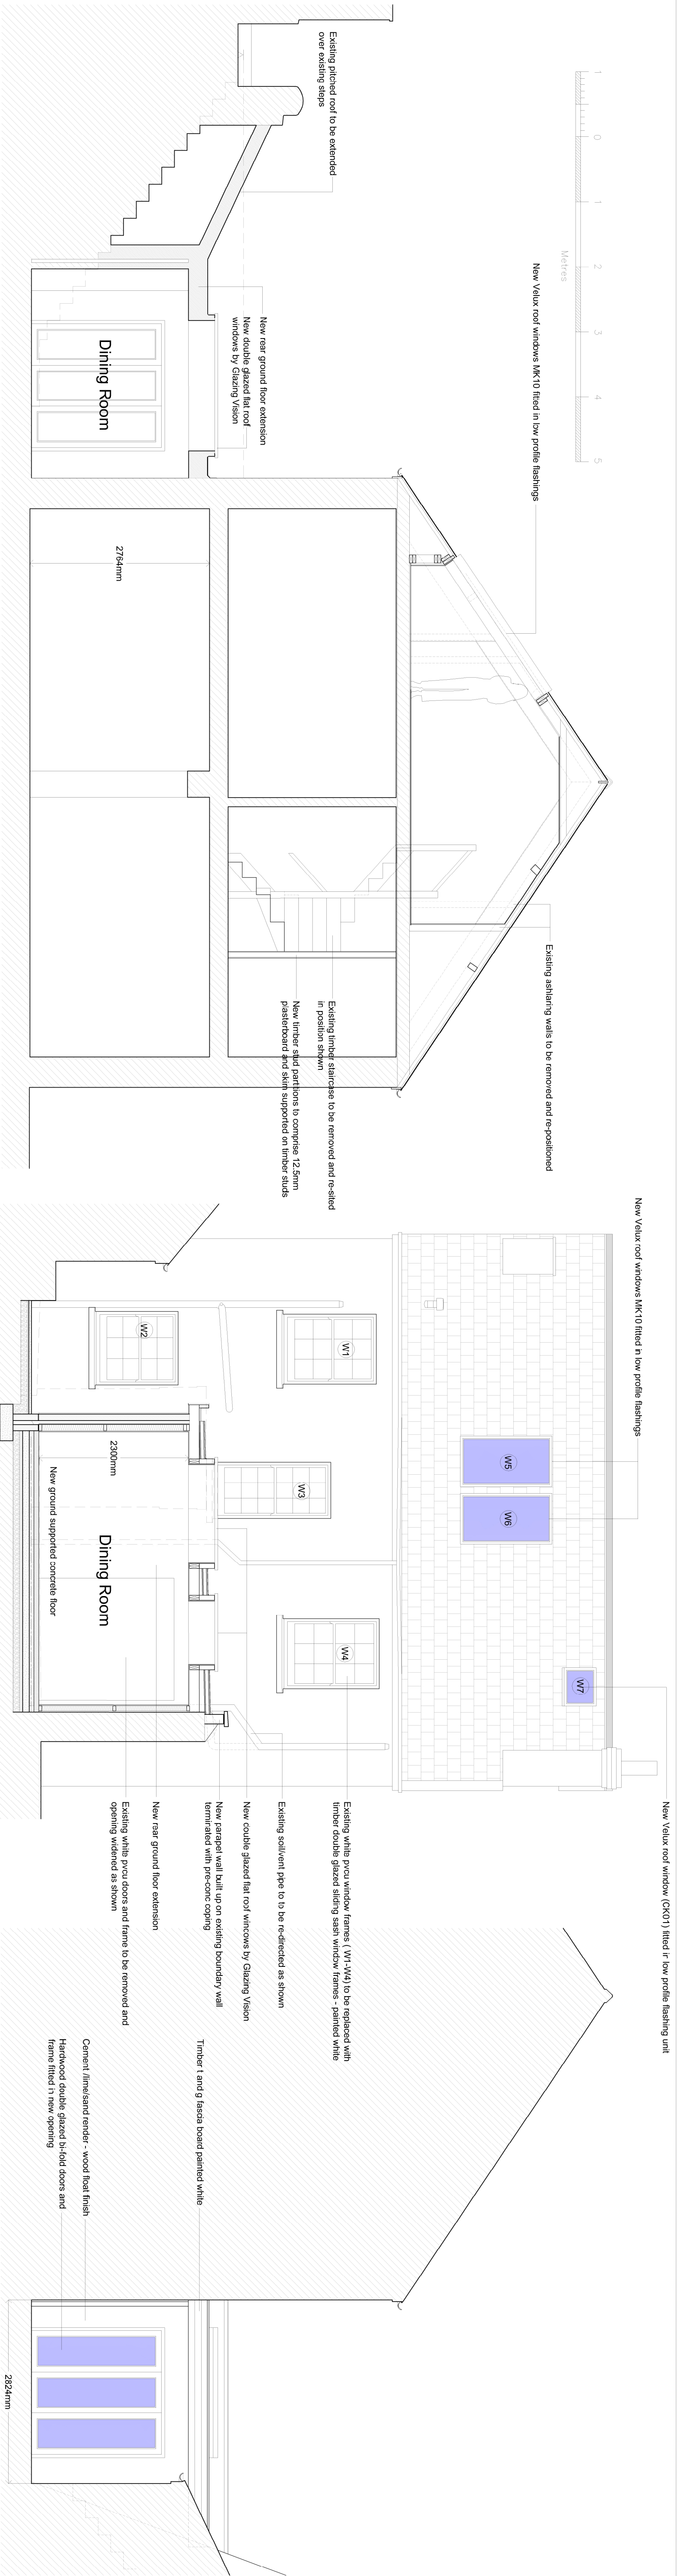 1 0 1 2 3 4 5
Metres
Existing pitched roof to be extended
over existing steps
New Velux roof windows MK10 fitted in low profile flashings
New rear ground floor extension
New double glazed flat roof
windows by Glazing Vision
Dining Room
2764mm
Existing ashlaring walls to be removed and re-positioned
Existing timber staircase to be removed and re-sited
in position shown
New timber stud partitions to comprise 12.5mm
plasterboard and skim supported on timber studs
New Velux roof windows MK10 fitted in low profile flashings
New Velux roof window (CK01) fitted in low profile flashing unit
W5
W6
W7
W1
W2
W3
W4
2300mm
Dining Room
New ground supported concrete floor
Existing white pvcu window frames ( W1-W4) to be replaced with
timber double glazed sliding sash window frames - painted white
Existing soil/vent pipe to to be re-directed as shown
New double glazed flat roof windows by Glazing Vision
New parapet wall built up on existing boundary wall
terminated with pre-conc coping
New rear ground floor extension
Existing white pvcu doors and frame to be removed and
opening widened as shown
Timber t and g fascia board painted white
Cement /lime/sand render - wood float finish
Hardwood double glazed bi-fold doors and
frame fitted in new opening
2824mm